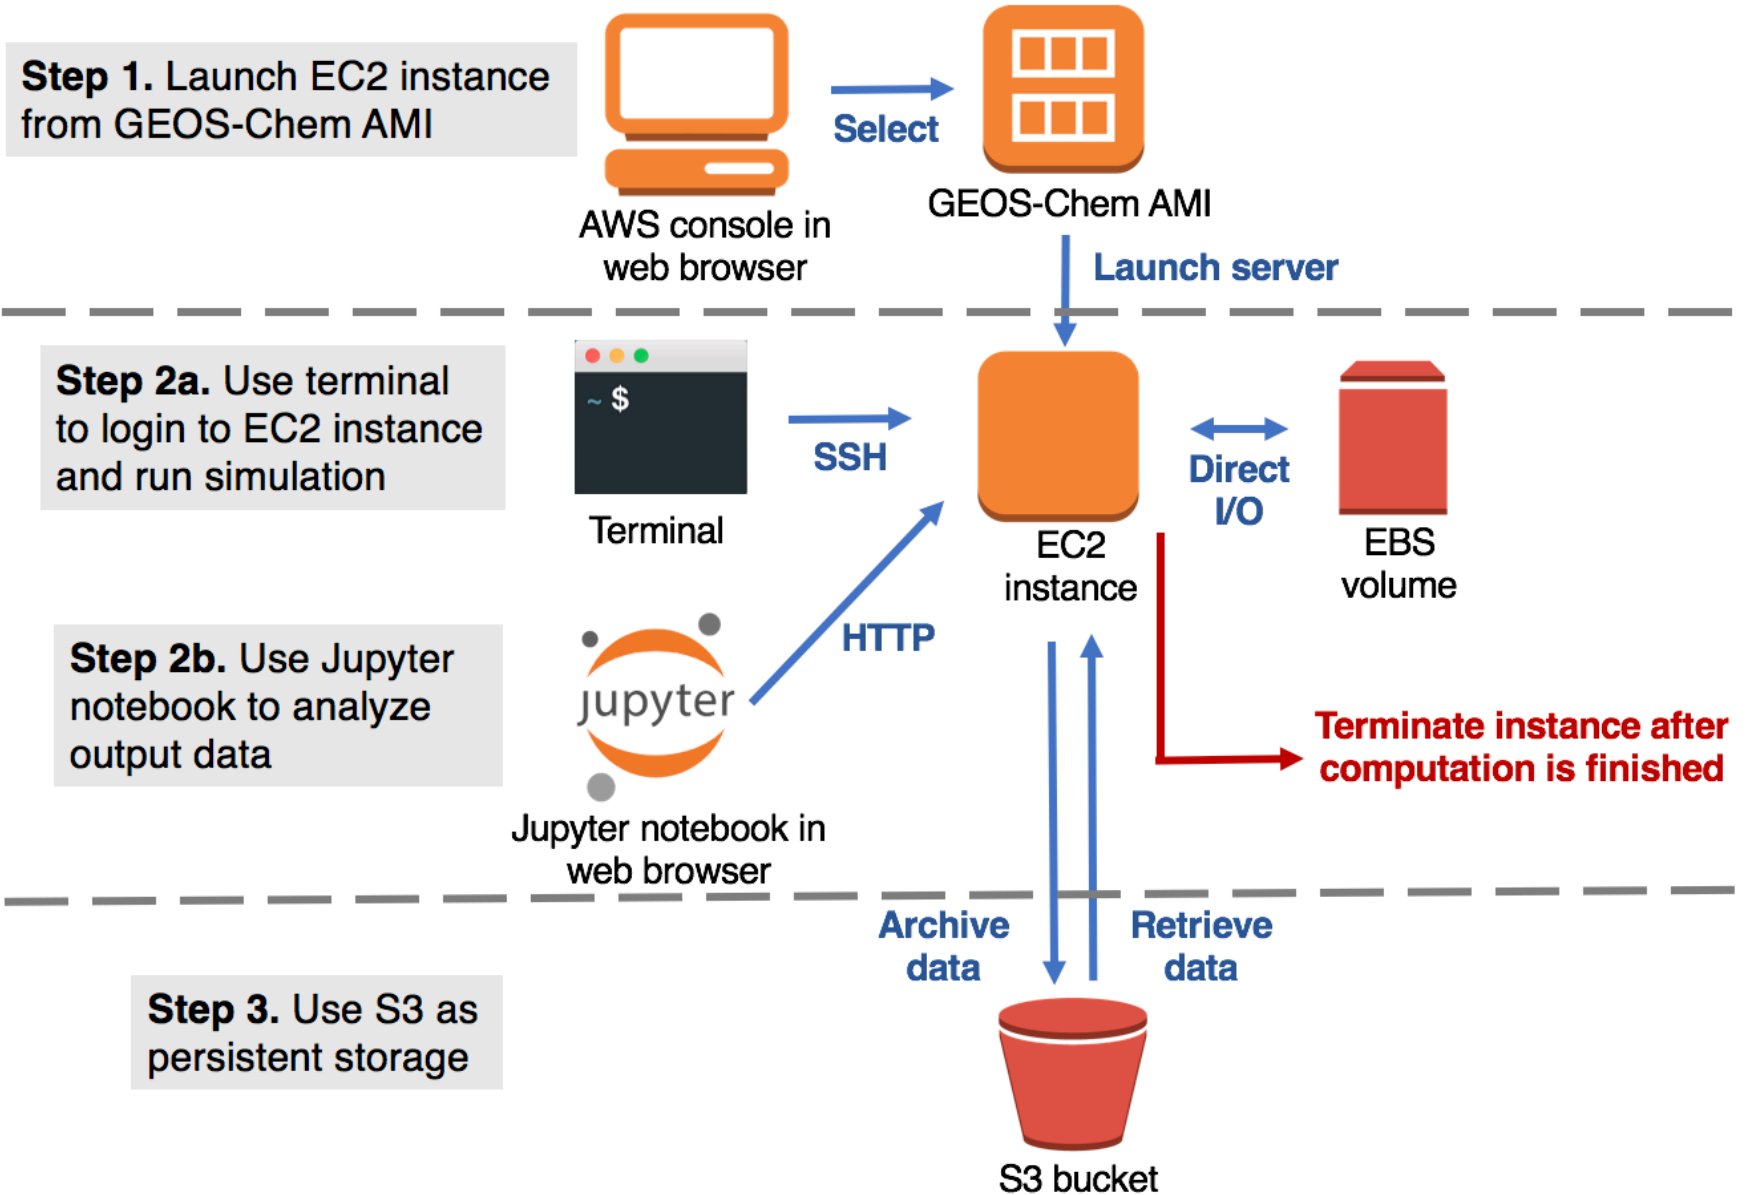 Step 1. Launch EC2 instance
from GEOS-Chem AMI
Select
AWS console in
web browser
GEOS-Chem AMI
Launch server
Step 2a. Use terminal
to login to EC2 instance
and run simulation
~ $
Terminal
SSH
EC2
instance
Direct
I/O
EBS
volume
Step 2b. Use Jupyter
notebook to analyze
output data
jupyter
Jupyter notebook in
web browser
HTTP
Terminate instance after
computation is finished
Archive
data
Retrieve
data
Step 3. Use S3 as
persistent storage
S3 bucket